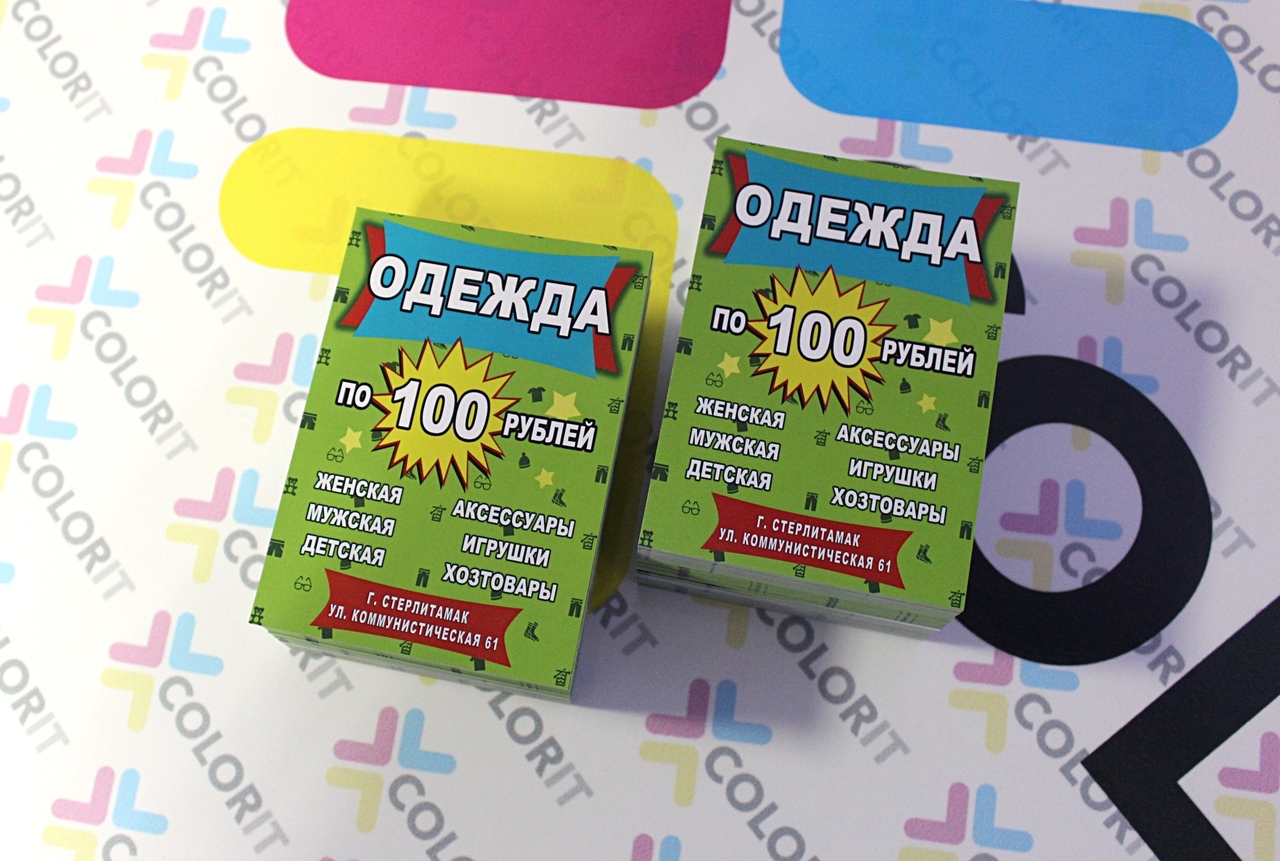 ОДЕЖДА
ПО 100 РУБЛЕЙ
ЖЕНСКАЯ
МУЖСКАЯ
ДЕТСКАЯ
АКСЕССУАРЫ
ИГРУШКИ
ХОЗТОВАРЫ
Г. СТЕРЛИТАМАК
УЛ. КОММУНИСТИЧЕСКАЯ 61
ОДЕЖДА
ПО 100 РУБЛЕЙ
ЖЕНСКАЯ
МУЖСКАЯ
ДЕТСКАЯ
АКСЕССУАРЫ
ИГРУШКИ
ХОЗТОВАРЫ
Г. СТЕРЛИТАМАК
УЛ. КОММУНИСТИЧЕСКАЯ 61
COLORIT